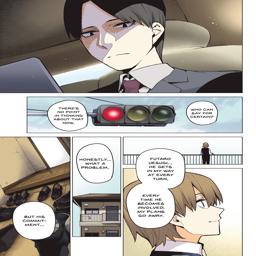 WHO CAN
SAY FOR
CERTAIN?
THERE'S
NO POINT
IN THINKING
ABOUT THAT
NOW.
FUTARO
UESUGI...
HE GETS
IN MY WAY
AT EVERY
TURN.
EVERY
TIME HE
BECOMES
INVOLVED,
MY PLANS
GO AWAY.
HONESTLY...
WHAT A
PROBLEM.
BUT HIS
COMMIT-
MENT...